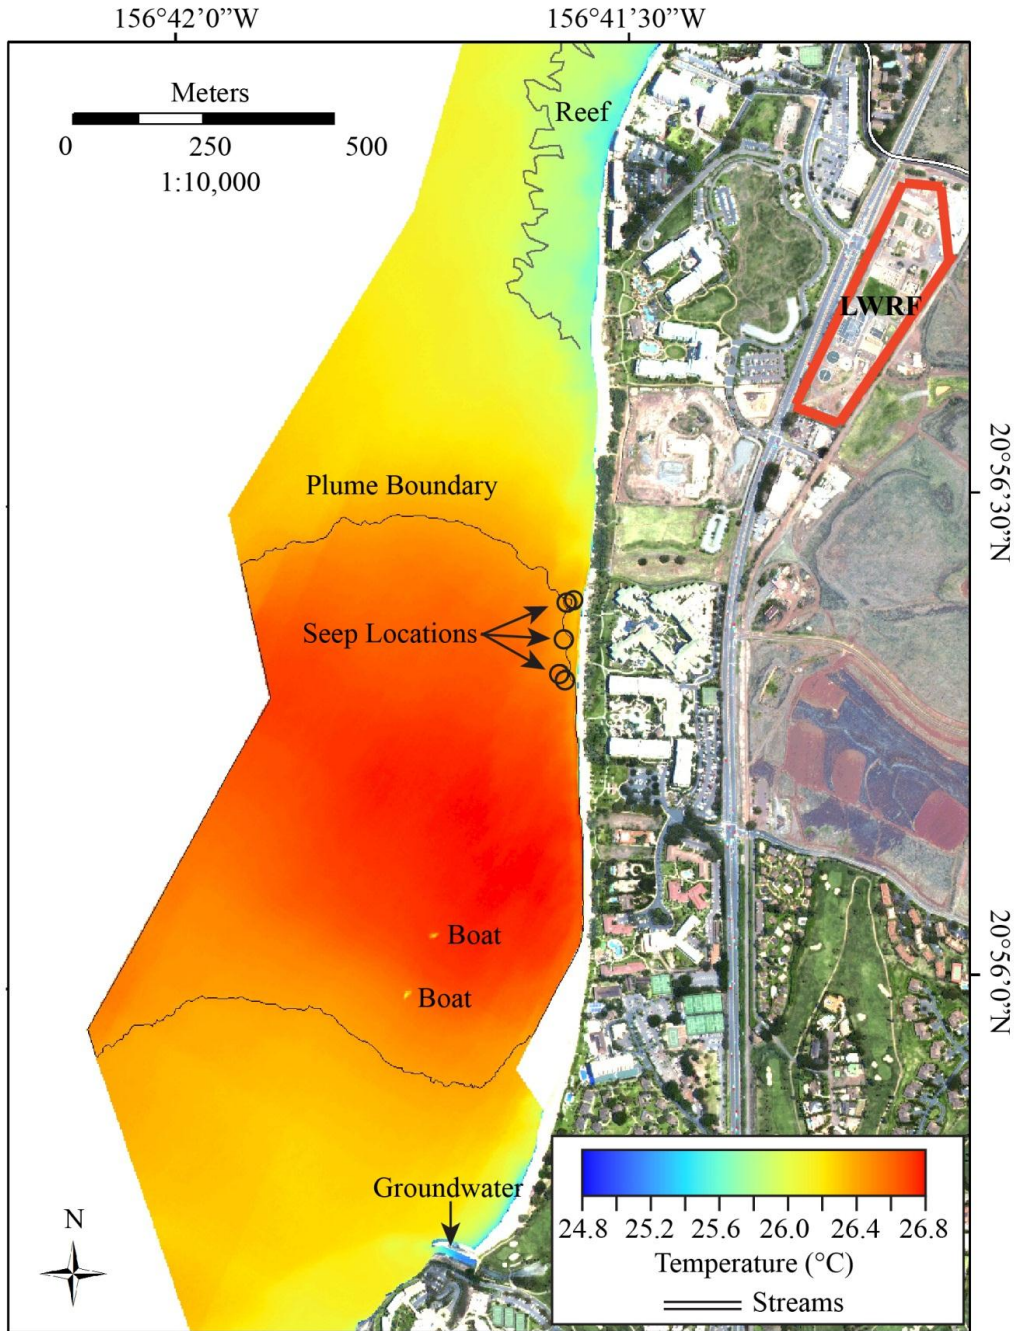 156°42’0”W
156°41’30”W
Meters
0 250 500
1:10,000
Reef
LWRF
20°56’30”N
Plume Boundary
Seep Locations
20°56’0”N
Boat
Boat
Groundwater
N
24.8 25.2 25.6 26.0 26.4 26.8
Temperature (°C)
Streams